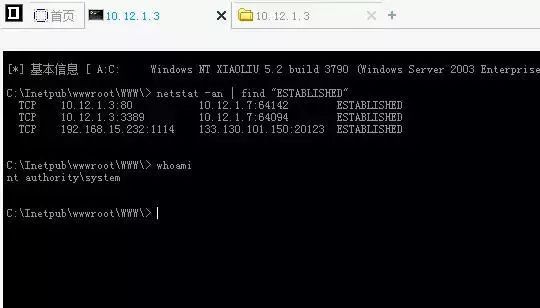 首页 10.12.1.3 10.12.1.3
[*] 基本信息 [ A:C: Windows NT XIAOLIU 5.2 build 3790 (Windows Server 2003 Enterprise
C:\Inetpub\wwwroot\WWW\> netstat -an | find "ESTABLISHED"
TCP 10.12.1.3:80 10.12.1.7:64142 ESTABLISHED
TCP 10.12.1.3:3389 10.12.1.7:64094 ESTABLISHED
TCP 192.168.15.232:1114 133.130.101.150:20123 ESTABLISHED
C:\Inetpub\wwwroot\WWW\> whoami
nt authority\system
C:\Inetpub\wwwroot\WWW\>